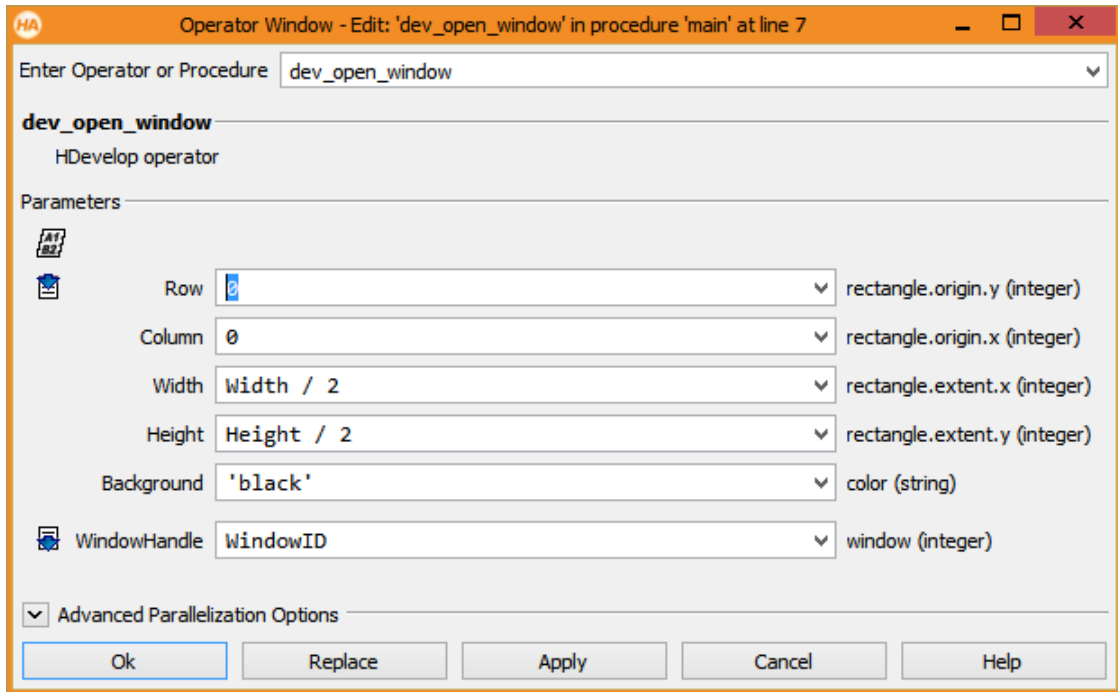 HA Operator Window - Edit: 'dev_open_window' in procedure 'main' at line 7
Enter Operator or Procedure dev_open_window
dev_open_window
HDevelop operator
Parameters
A1
B2
Row 0 rectangle.origin.y (integer)
Column 0 rectangle.origin.x (integer)
Width Width / 2 rectangle.extent.x (integer)
Height Height / 2 rectangle.extent.y (integer)
Background 'black' color (string)
WindowHandle WindowID window (integer)
Advanced Parallelization Options
Ok Replace Apply Cancel Help